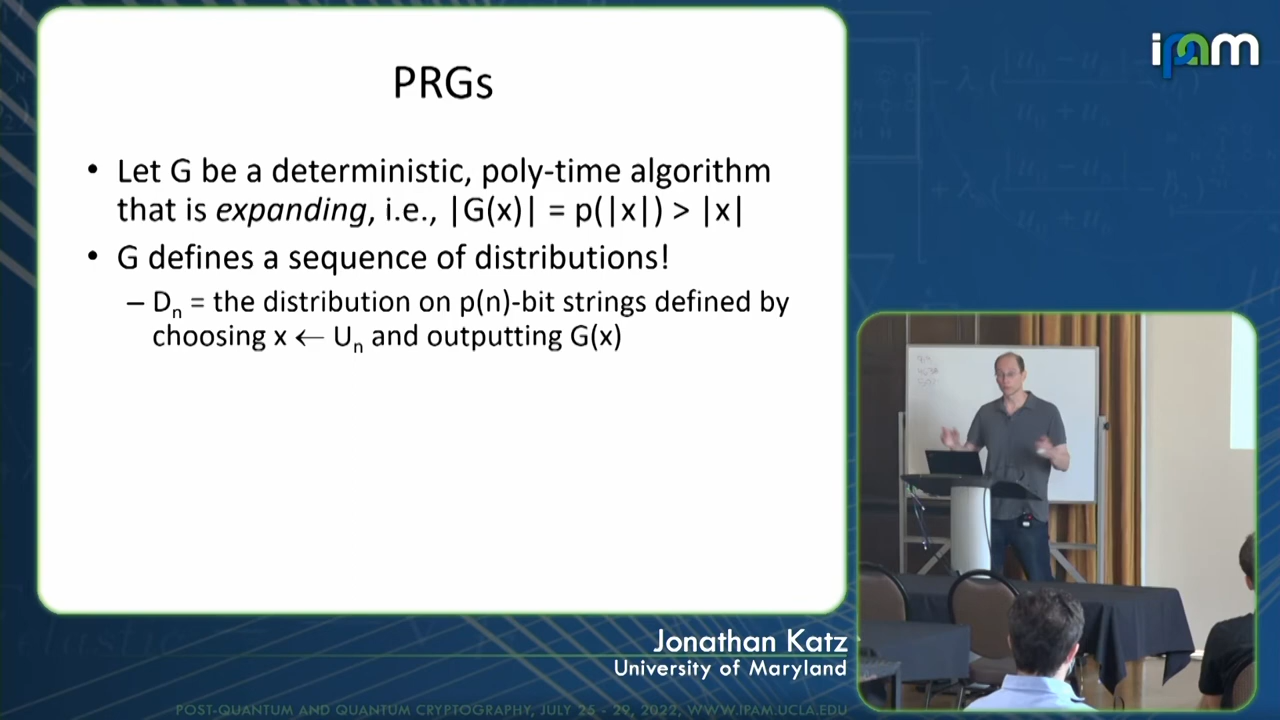 ipam
PRGs
• Let G be a deterministic, poly-time algorithm
that is expanding, i.e., |G(x)| = p(|x|) > |x|
• G defines a sequence of distributions!
– Dn = the distribution on p(n)-bit strings defined by
choosing x ← Un and outputting G(x)
Jonathan Katz
University of Maryland
POST-QUANTUM AND QUANTUM CRYPTOGRAPHY, JULY 25 - 29, 2022, WWW.IPAM.UCLA.EDU